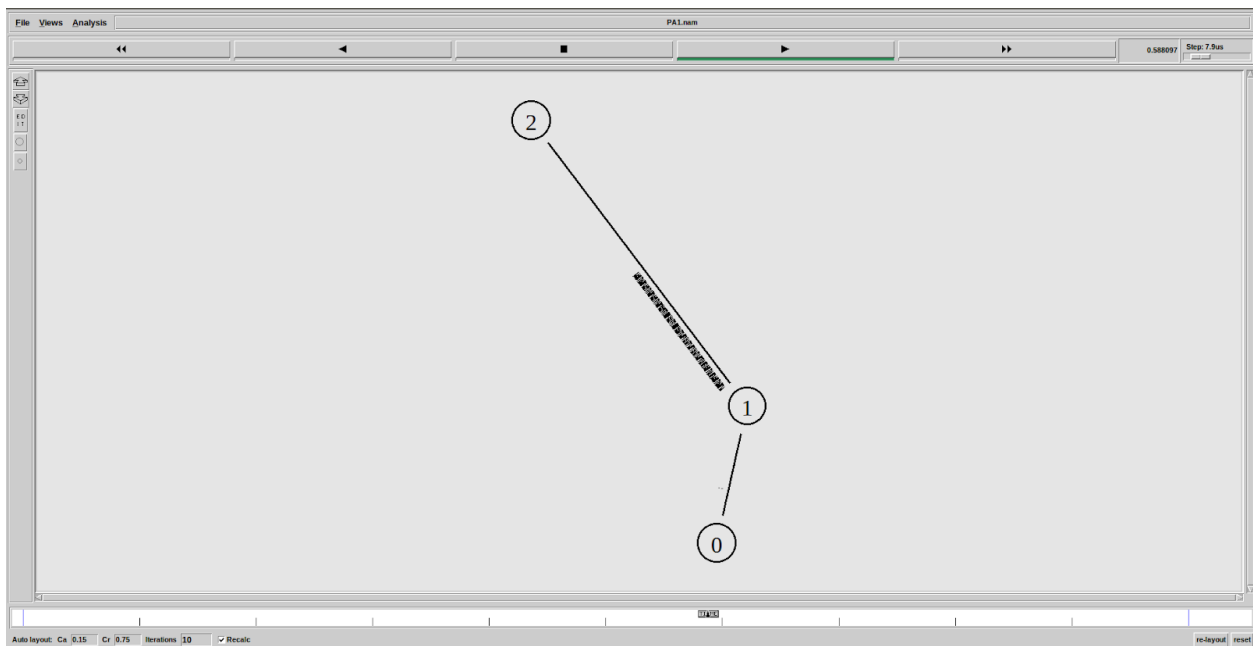 File Views Analysis PA1.nam
0.588097 Step: 7.9us
E D
I T
2
1
0
TIME
Auto layout: Ca 0.15 Cr 0.75 Iterations 10 Recalc re-layout reset